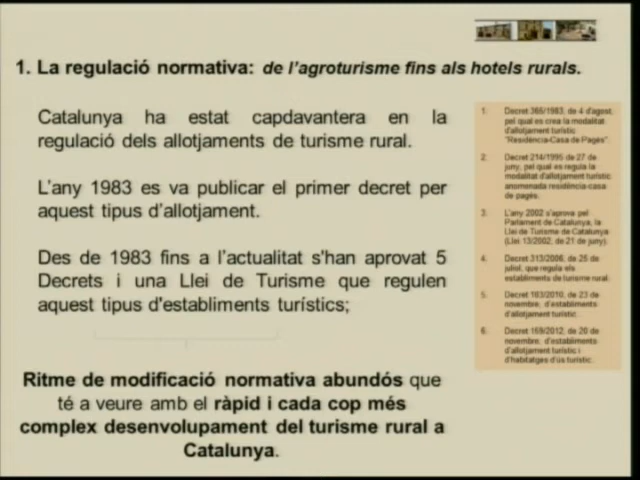 1. La regulació normativa: de l'agroturisme fins als hotels rurals.
Catalunya ha estat capdavantera en la
regulació dels allotjaments de turisme rural.
L'any 1983 es va publicar el primer decret per
aquest tipus d'allotjament.
Des de 1983 fins a l'actualitat s'han aprovat 5
Decrets i una Llei de Turisme que regulen
aquest tipus d'establiments turístics;
Ritme de modificació normativa abundós que
té a veure amb el ràpid i cada cop més
complex desenvolupament del turisme rural a
Catalunya.
1. Decret 365/1983, de 4 d'agost,
pel qual es crea la modalitat
d'allotjament turístic
"Residència-Casa de Pagès".
2. Decret 214/1995 de 27 de
juny, pel qual es regula la
modalitat d'allotjament turístic
anomenada residència-casa
de pagès.
3. L'any 2002 s'aprova pel
Parlament de Catalunya, la
Llei de Turisme de Catalunya
(Llei 13/2002, de 21 de juny).
4. Decret 313/2006, de 25 de
juliol, que regula els
establiments de turisme rural.
5. Decret 183/2010, de 23 de
novembre, d'establiments
d'allotjament turístic.
6. Decret 159/2012, de 20 de
novembre, d'establiments
d'allotjament turístic i
d'habitatges d'ús turístic.